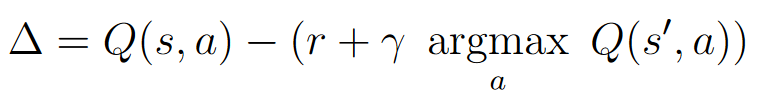 Δ = Q(s, a) − (r + γ argmax Q(s′, a))
a